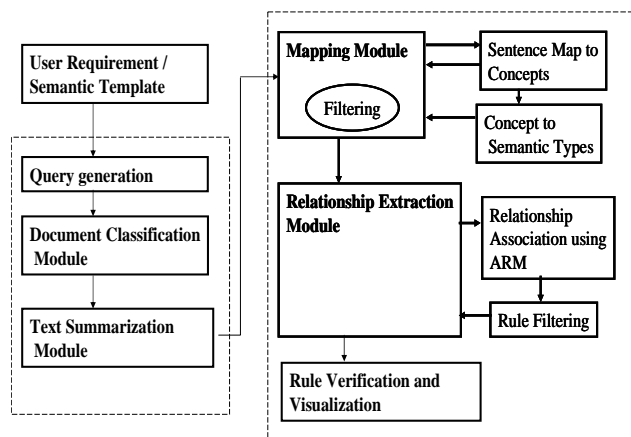 User Requirement /
Semantic Template
Query generation
Document Classification
Module
Text Summarization
Module
Mapping Module
Filtering
Sentence Map to
Concepts
Concept to
Semantic Types
Relationship Extraction
Module
Relationship
Association using
ARM
Rule Filtering
Rule Verification and
Visualization